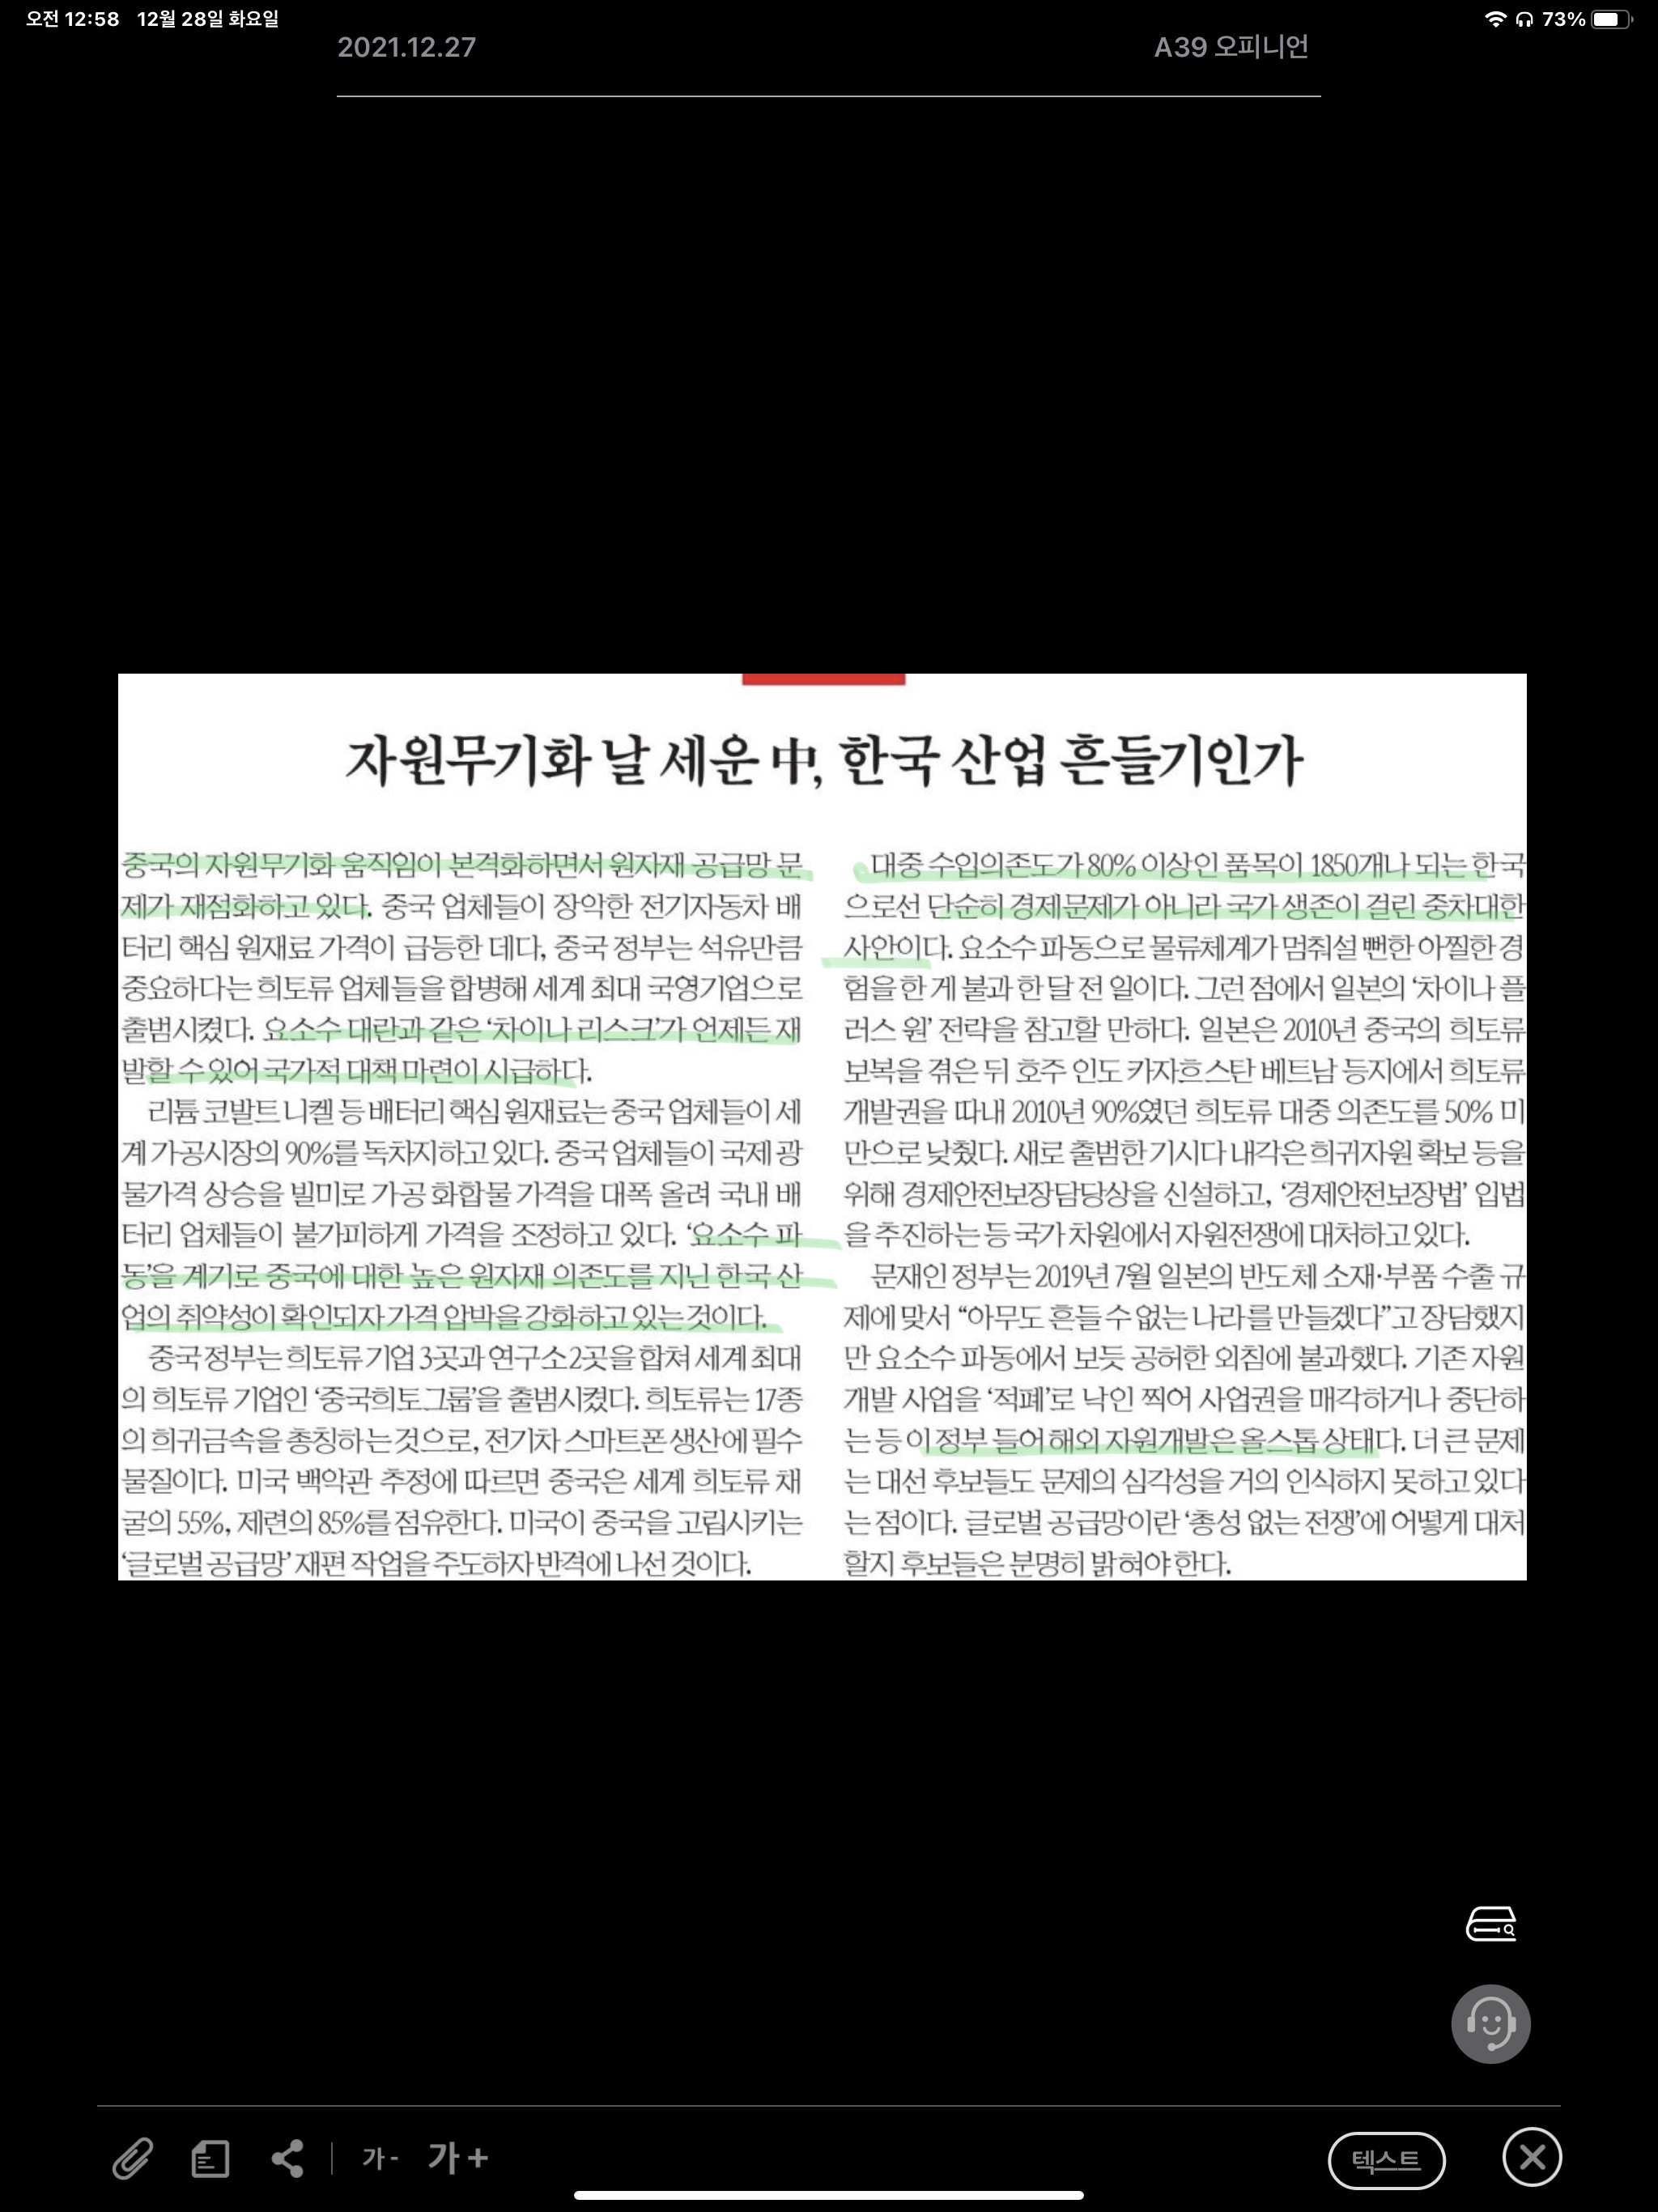 오전 12:58 12월 28일 화요일
73%
2021.12.27
A39 오피니언
자원무기화 날 세운 中, 한국 산업 흔들기인가
중국의 자원무기화 움직임이 본격화하면서 원자재 공급망 문
제가 재점화하고 있다. 중국 업체들이 장악한 전기자동차 배
터리 핵심 원재료 가격이 급등한 데다, 중국 정부는 석유만큼
중요하다는 희토류 업체들을 합병해 세계 최대 국영기업으로
출범시켰다. 요소수 대란과 같은 ‘차이나 리스크’가 언제든 재
발할 수 있어 국가적 대책 마련이 시급하다.
리튬 코발트 니켈 등 배터리 핵심 원재료는 중국 업체들이 세
계 가공시장의 90%를 독차지하고 있다. 중국 업체들이 국제 광
물가격 상승을 빌미로 가공 화합물 가격을 대폭 올려 국내 배
터리 업체들이 불가피하게 가격을 조정하고 있다. ‘요소수 파
동’을 계기로 중국에 대한 높은 원자재 의존도를 지닌 한국 산
업의 취약성이 확인되자 가격 압박을 강화하고 있는 것이다.
중국 정부는 희토류 기업 3곳과 연구소 2곳을 합쳐 세계 최대
의 희토류 기업인 ‘중국희토그룹’을 출범시켰다. 희토류는 17종
의 희귀금속을 총칭하는 것으로, 전기차 스마트폰 생산에 필수
물질이다. 미국 백악관 추정에 따르면 중국은 세계 희토류 채
굴의 55%, 제련의 85%를 점유한다. 미국이 중국을 고립시키는
‘글로벌 공급망’ 재편 작업을 주도하자 반격에 나선 것이다.
대중 수입의존도가 80% 이상인 품목이 1850개나 되는 한국
으로선 단순히 경제문제가 아니라 국가 생존이 걸린 중차대한
사안이다. 요소수 파동으로 물류체계가 멈춰설 뻔한 아찔한 경
험을 한 게 불과 한 달 전 일이다. 그런 점에서 일본의 ‘차이나 플
러스 원’ 전략을 참고할 만하다. 일본은 2010년 중국의 희토류
보복을 겪은 뒤 호주 인도 카자흐스탄 베트남 등지에서 희토류
개발권을 따내 2010년 90%였던 희토류 대중 의존도를 50% 미
만으로 낮췄다. 새로 출범한 기시다 내각은 희귀자원 확보 등을
위해 경제안전보장담당상을 신설하고, ‘경제안전보장법’ 입법
을 추진하는 등 국가 차원에서 자원전쟁에 대처하고 있다.
문재인 정부는 2019년 7월 일본의 반도체 소재·부품 수출 규
제에 맞서 “아무도 흔들 수 없는 나라를 만들겠다”고 장담했지
만 요소수 파동에서 보듯 공허한 외침에 불과했다. 기존 자원
개발 사업을 ‘적폐’로 낙인 찍어 사업권을 매각하거나 중단하
는 등 이 정부 들어 해외 자원개발은 올스톱 상태다. 더 큰 문제
는 대선 후보들도 문제의 심각성을 거의 인식하지 못하고 있다
는 점이다. 글로벌 공급망이란 ‘총성 없는 전쟁’에 어떻게 대처
할지 후보들은 분명히 밝혀야 한다.
가- 가+
텍스트